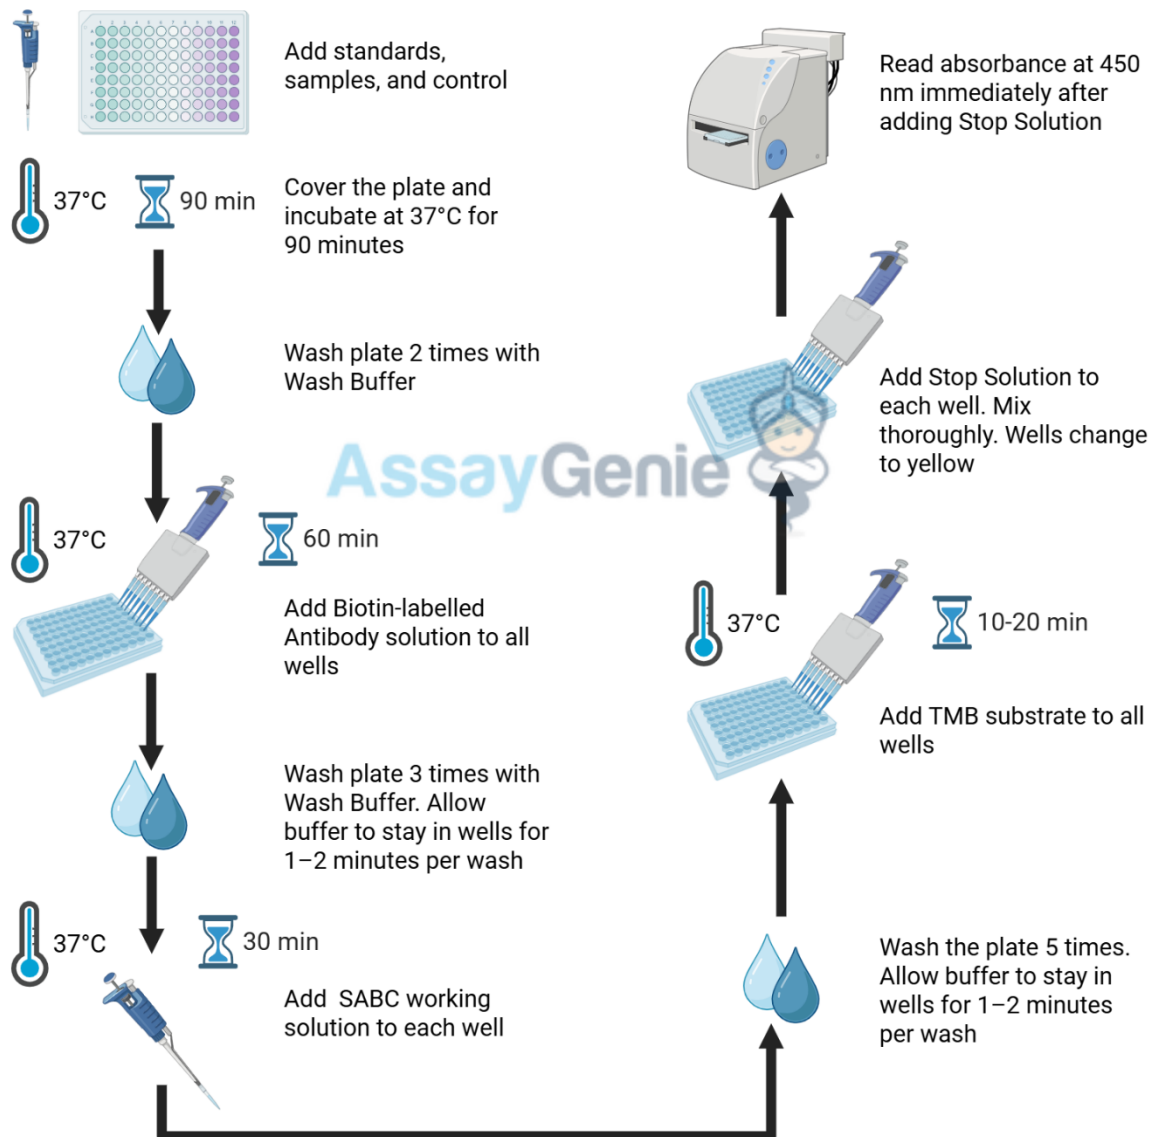 Add standards,
samples, and control
37°C
90 min
Cover the plate and
incubate at 37°C for
90 minutes
Wash plate 2 times with
Wash Buffer
37°C
60 min
Add Biotin-labelled
Antibody solution to all
wells
Wash plate 3 times with
Wash Buffer. Allow
buffer to stay in wells for
1–2 minutes per wash
37°C
30 min
Add SABC working
solution to each well
Wash the plate 5 times.
Allow buffer to stay in
wells for 1–2 minutes
per wash
37°C
10-20 min
Add TMB substrate to all
wells
Add Stop Solution to
each well. Mix
thoroughly. Wells change
to yellow
Read absorbance at 450
nm immediately after
adding Stop Solution
AssayGenie